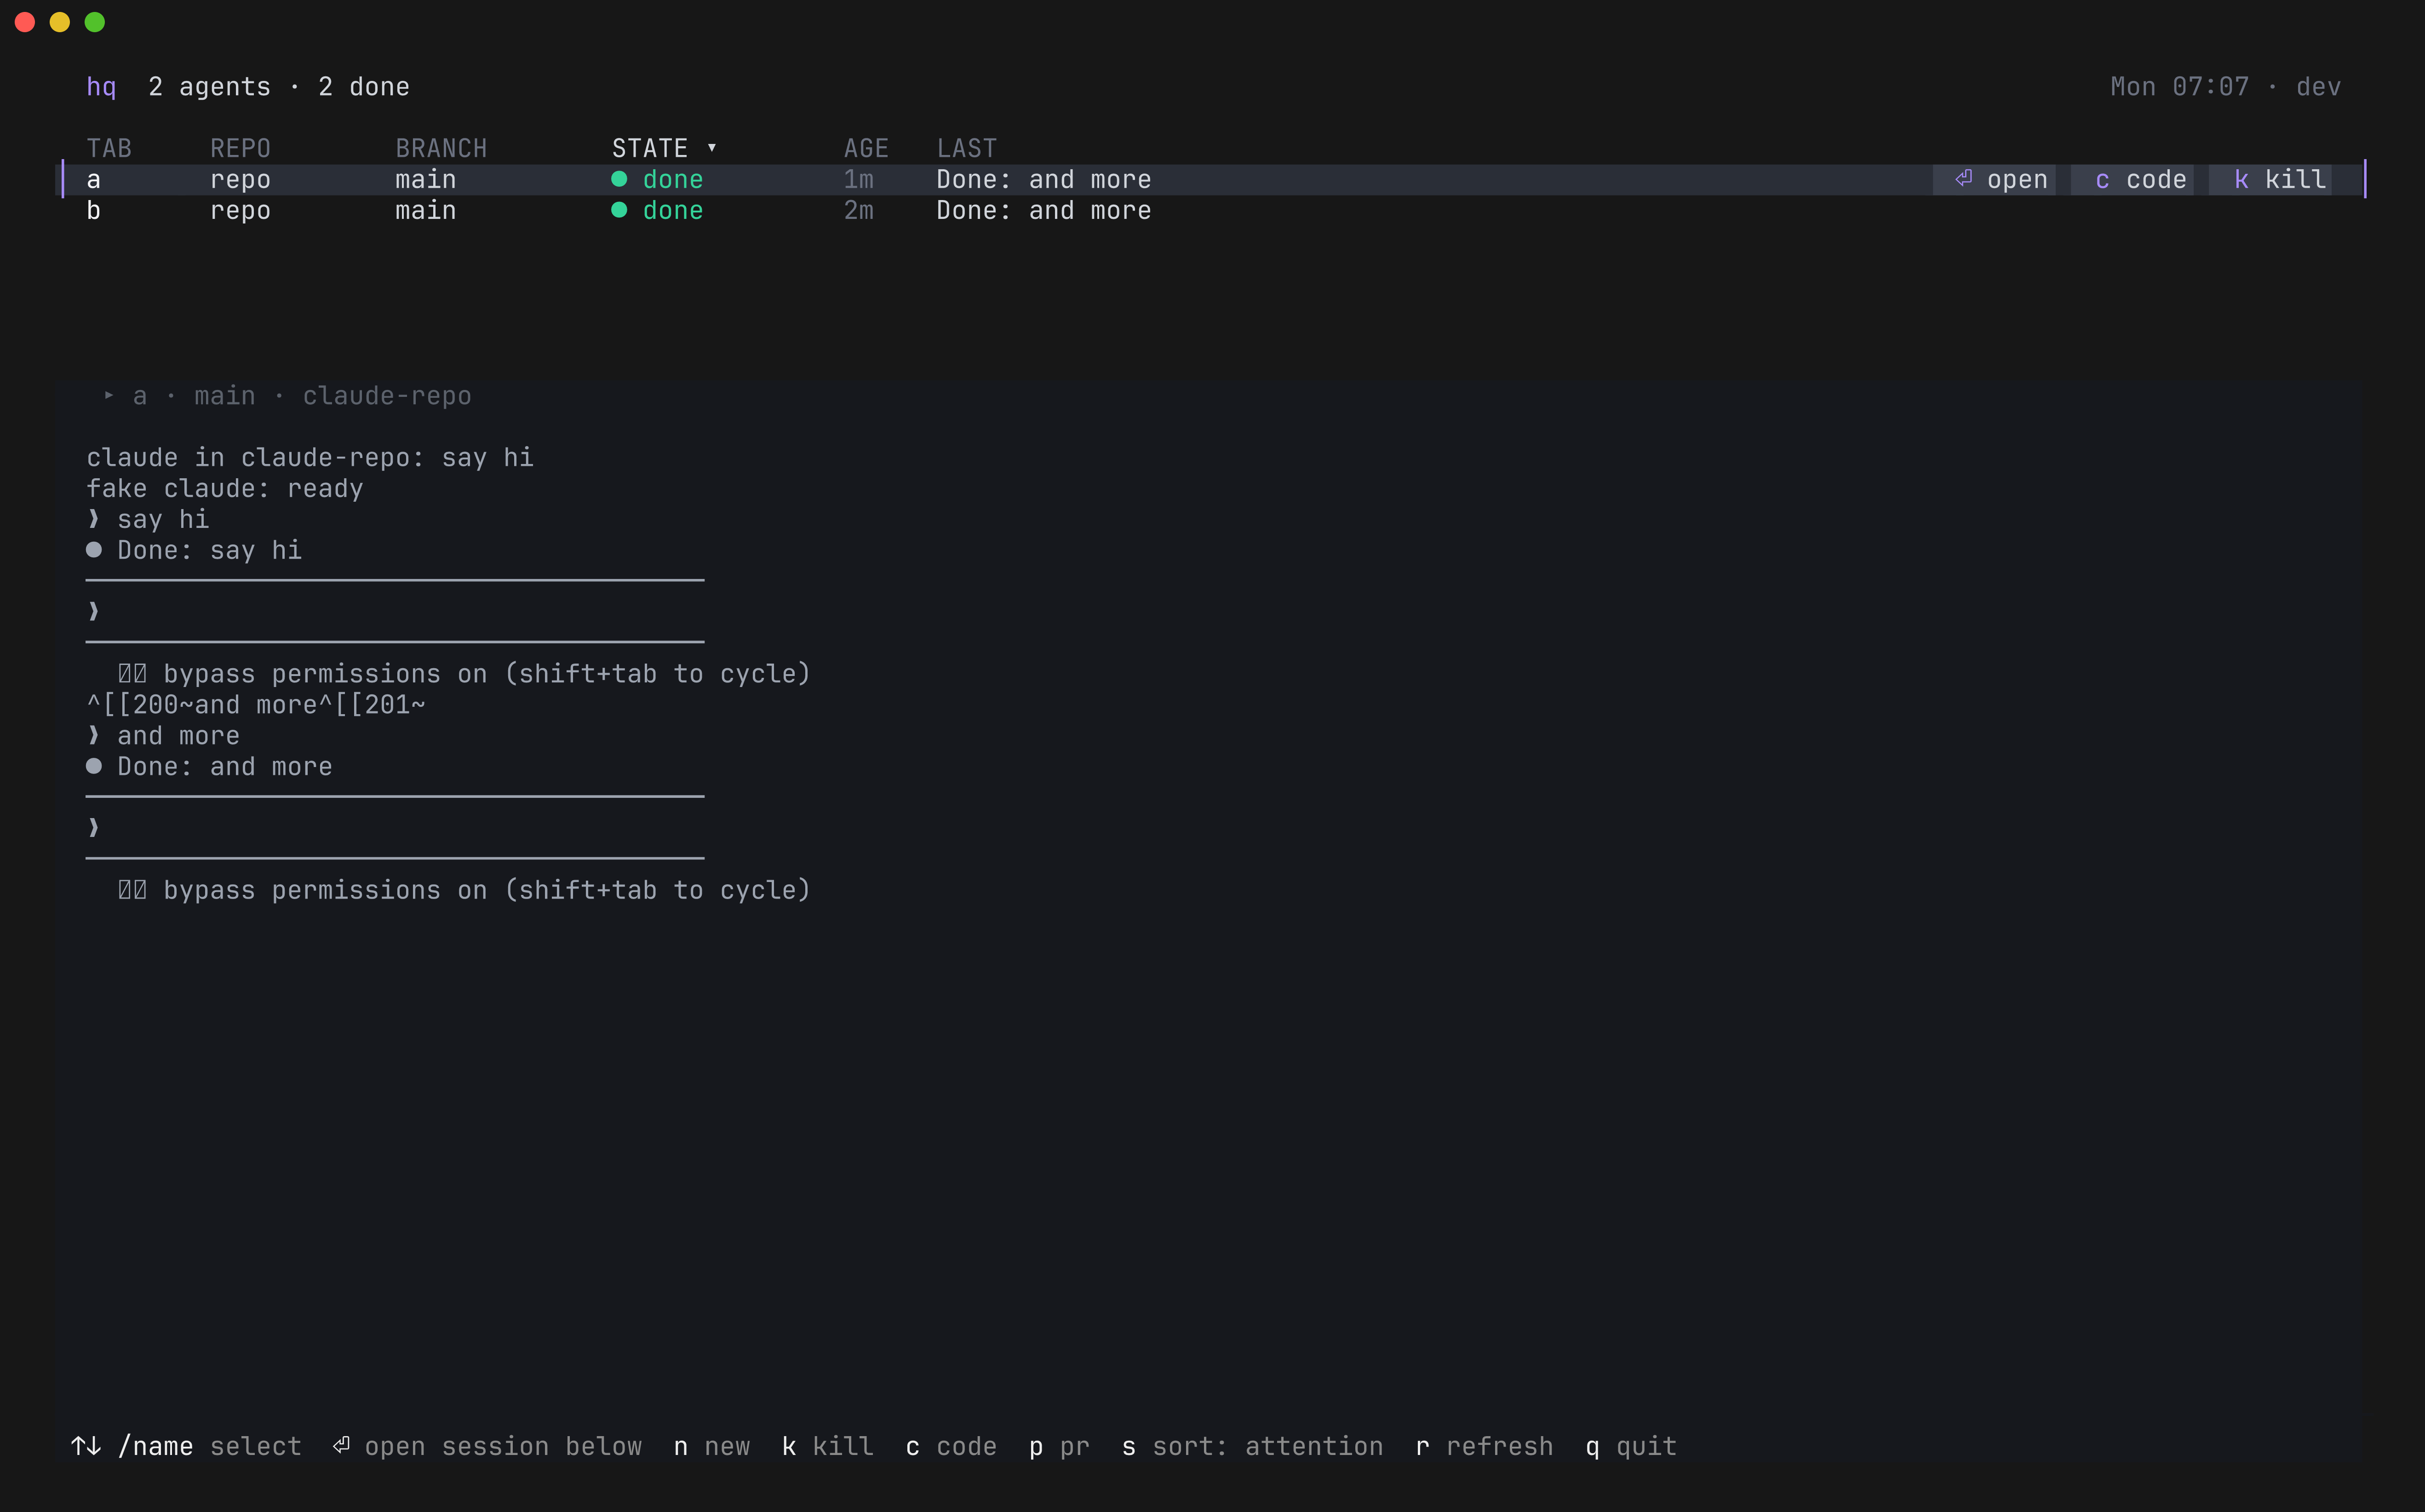 hq  2 agents · 2 done  Mon 07:07 · dev
TAB  REPO  BRANCH  STATE ▾  AGE  LAST
a  repo  main  ● done  1m  Done: and more  ⏎ open  c code  k kill
b  repo  main  ● done  2m  Done: and more
▸ a · main · claude-repo
claude in claude-repo: say hi
fake claude: ready
❯ say hi
● Done: say hi
❯
bypass permissions on (shift+tab to cycle)
^[[200~and more^[[201~
❯ and more
● Done: and more
❯
bypass permissions on (shift+tab to cycle)
↑↓ /name select  ⏎ open session below  n new  k kill  c code  p pr  s sort: attention  r refresh  q quit